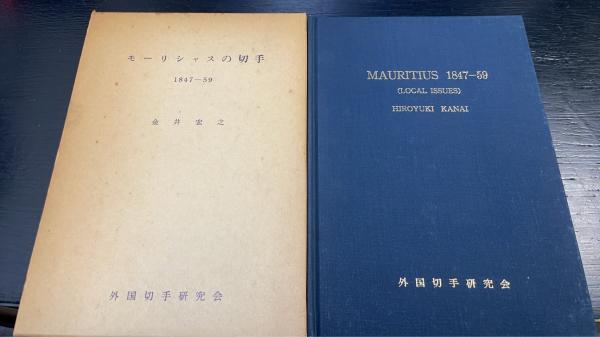 モーリシャスの切手
1847-59
金井宏之
外国切手研究会
MAURITIUS 1847-59
(LOCAL ISSUES)
HIROYUKI KANAI
外国切手研究会